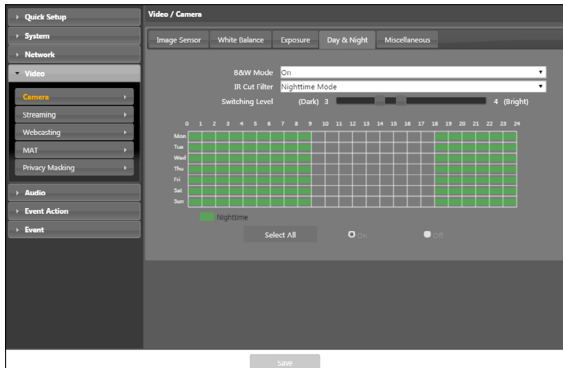 Quick Setup
System
Network
Video
Camera
Streaming
Webcasting
MAT
Privacy Masking
Audio
Event Action
Event
Video / Camera
Image Sensor White Balance Exposure Day & Night Miscellaneous
B&W Mode On
IR Cut Filter Nighttime Mode
Switching Level (Dark) 3 4 (Bright)
0 1 2 3 4 5 6 7 8 9 10 11 12 13 14 15 16 17 18 19 20 21 22 23 24
Mon
Tue
Wed
Thu
Fri
Sat
Sun
Nighttime
Select All On Off
Save